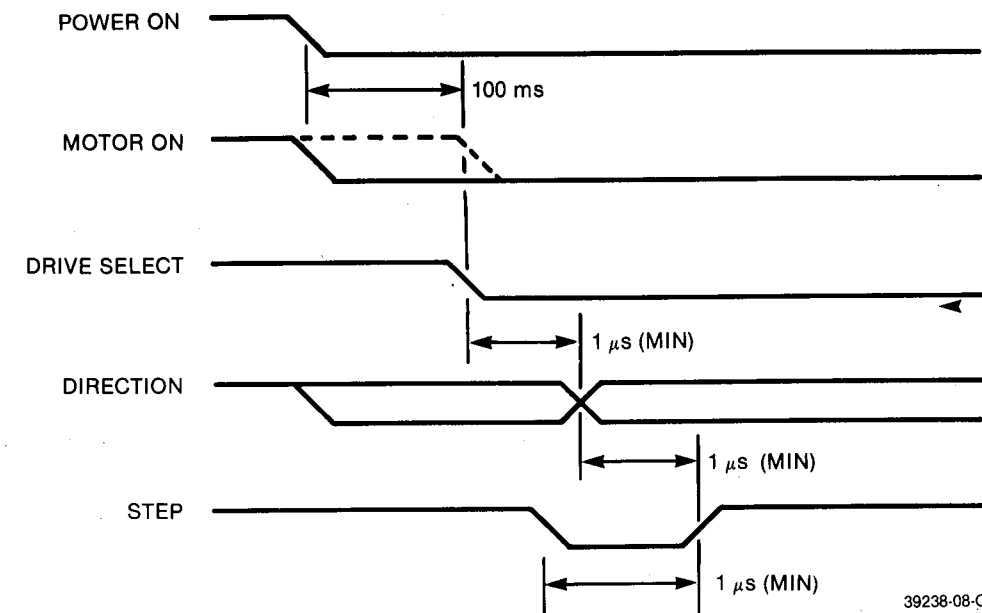 POWER ON
100 ms
MOTOR ON
DRIVE SELECT
1 μs (MIN)
DIRECTION
1 μs (MIN)
STEP
1 μs (MIN)